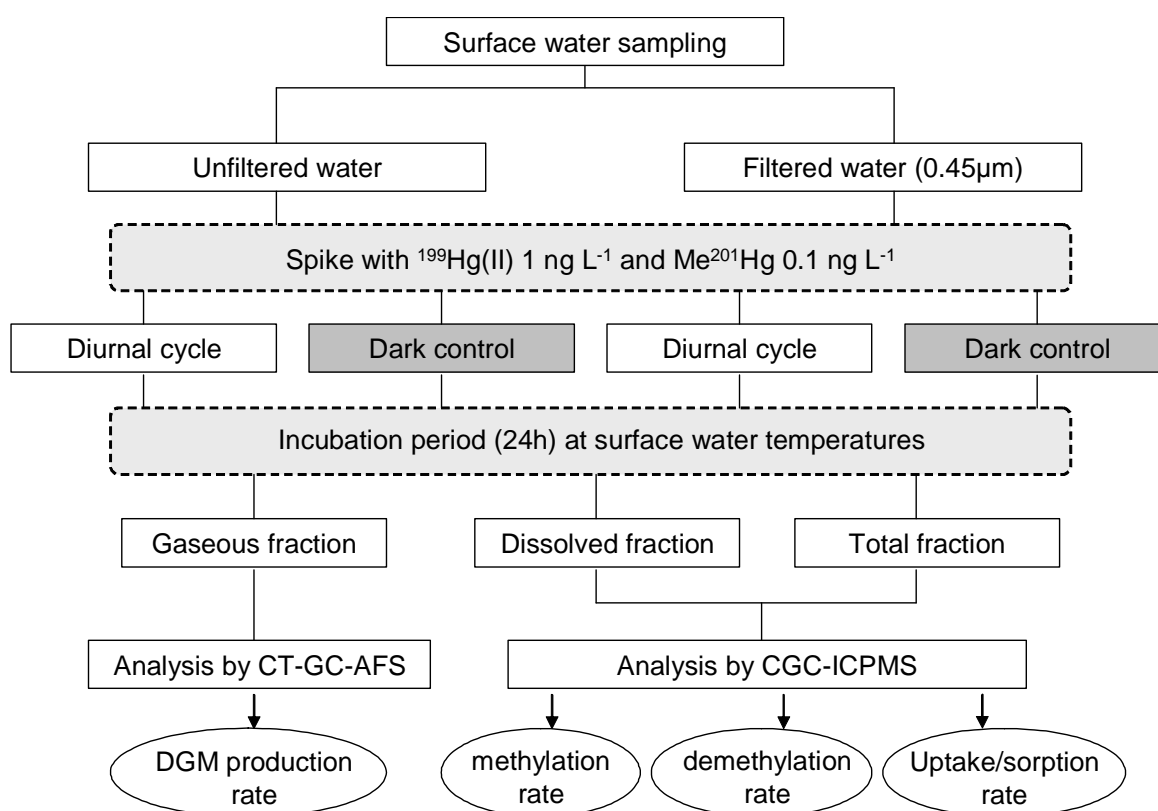 Surface water sampling
Unfiltered water
Filtered water (0.45µm)
Spike with ¹⁹⁹Hg(II) 1 ng L⁻¹ and Me²⁰¹Hg 0.1 ng L⁻¹
Diurnal cycle
Dark control
Diurnal cycle
Dark control
Incubation period (24h) at surface water temperatures
Gaseous fraction
Dissolved fraction
Total fraction
Analysis by CT-GC-AFS
Analysis by CGC-ICPMS
DGM production
rate
methylation
rate
demethylation
rate
Uptake/sorption
rate